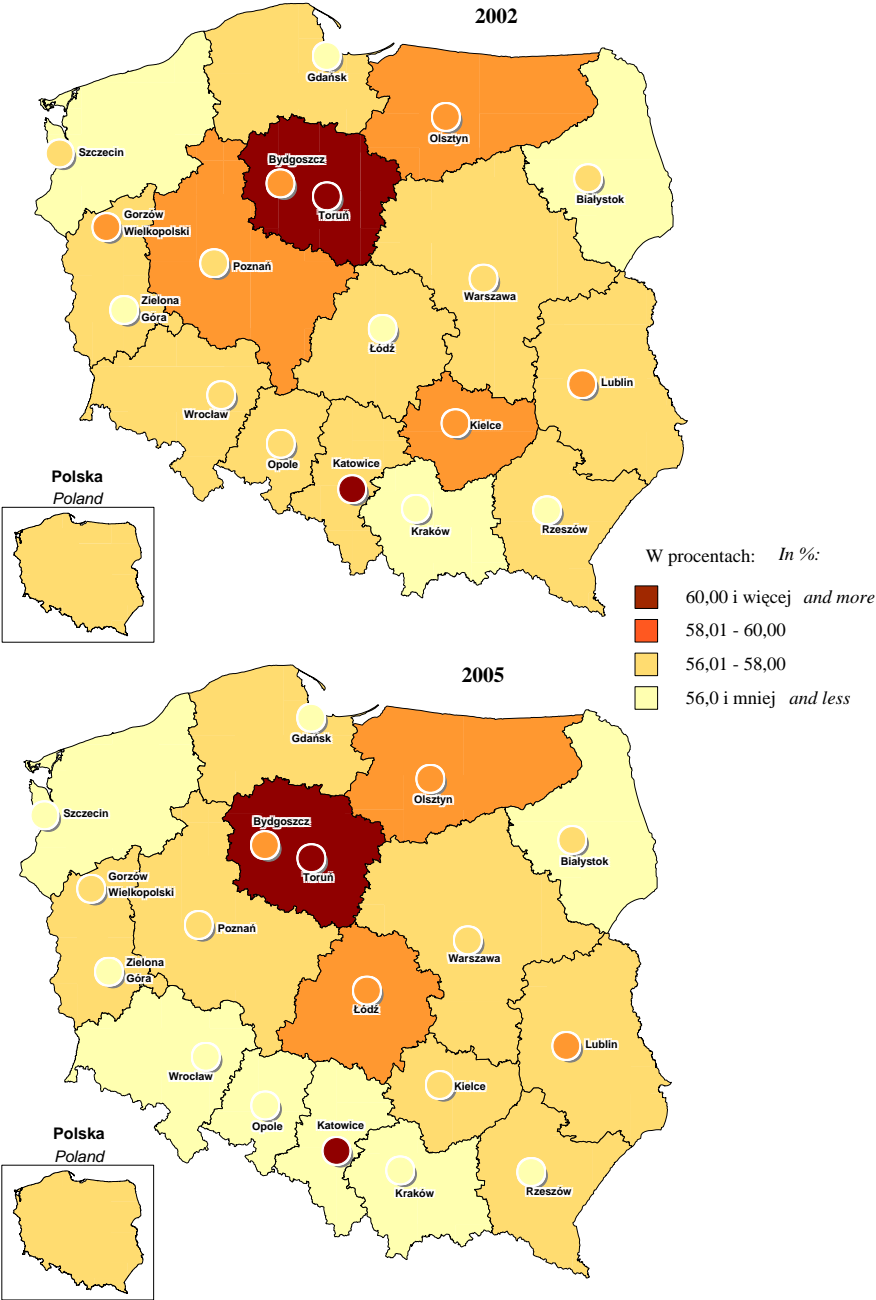 2002
Gdańsk
Olsztyn
Szczecin
Bydgoszcz
Białystok
Toruń
Gorzów
Wielkopolski
Poznań
Warszawa
Zielona
Góra
Łódź
Lublin
Wrocław
Kielce
Opole
Katowice
Kraków
Rzeszów
Polska
Poland
W procentach: In %:
60,00 i więcej and more
58,01 - 60,00
56,01 - 58,00
56,0 i mniej and less
2005
Gdańsk
Olsztyn
Szczecin
Bydgoszcz
Białystok
Toruń
Gorzów
Wielkopolski
Poznań
Warszawa
Zielona
Góra
Łódź
Lublin
Wrocław
Kielce
Opole
Katowice
Kraków
Rzeszów
Polska
Poland